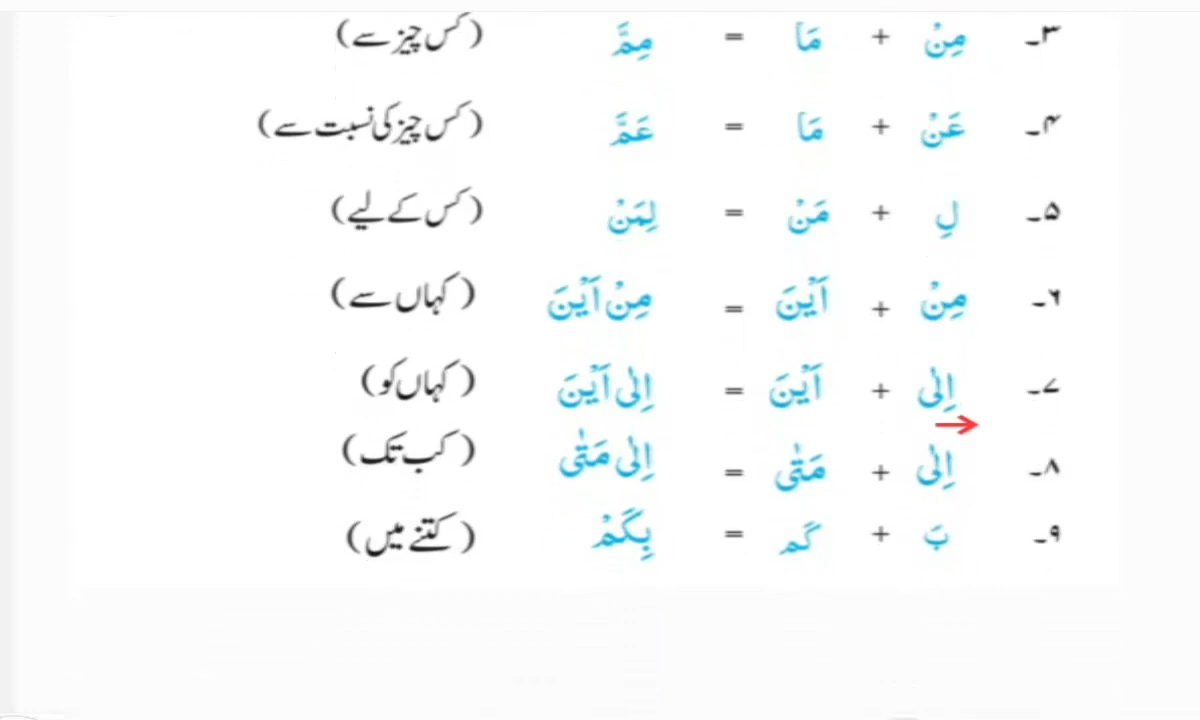 ۳۔ مِنْ + مَا = مِمَّ (کس چیز سے)
۴۔ عَنْ + مَا = عَمَّ (کس چیز کی نسبت سے)
۵۔ لِ + مَنْ = لِمَنْ (کس کے لیے)
۶۔ مِنْ + اَیْنَ = مِنْ اَیْنَ (کہاں سے)
۷۔ اِلٰی + اَیْنَ = اِلٰی اَیْنَ (کہاں کو)
۸۔ اِلٰی + مَتٰی = اِلٰی مَتٰی (کب تک)
۹۔ بَ + کَم = بِکَمْ (کتنے میں)